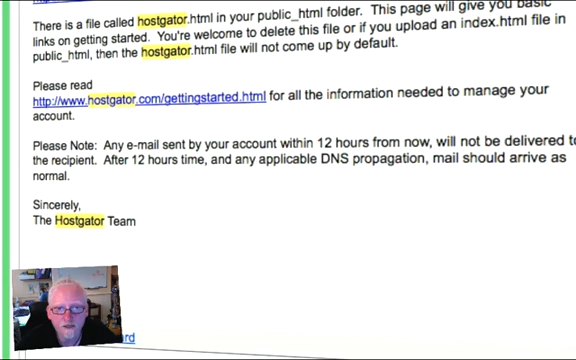 There is a file called hostgator.html in your public_html folder. This page will give you basic
links on getting started. You're welcome to delete this file or if you upload an index.html file in
public_html, then the hostgator.html file will not come up by default.
Please read
http://www.hostgator.com/gettingstarted.html for all the information needed to manage your
account.
Please Note: Any e-mail sent by your account within 12 hours from now, will not be delivered to
the recipient. After 12 hours time, and any applicable DNS propagation, mail should arrive as
normal.
Sincerely,
The Hostgator Team